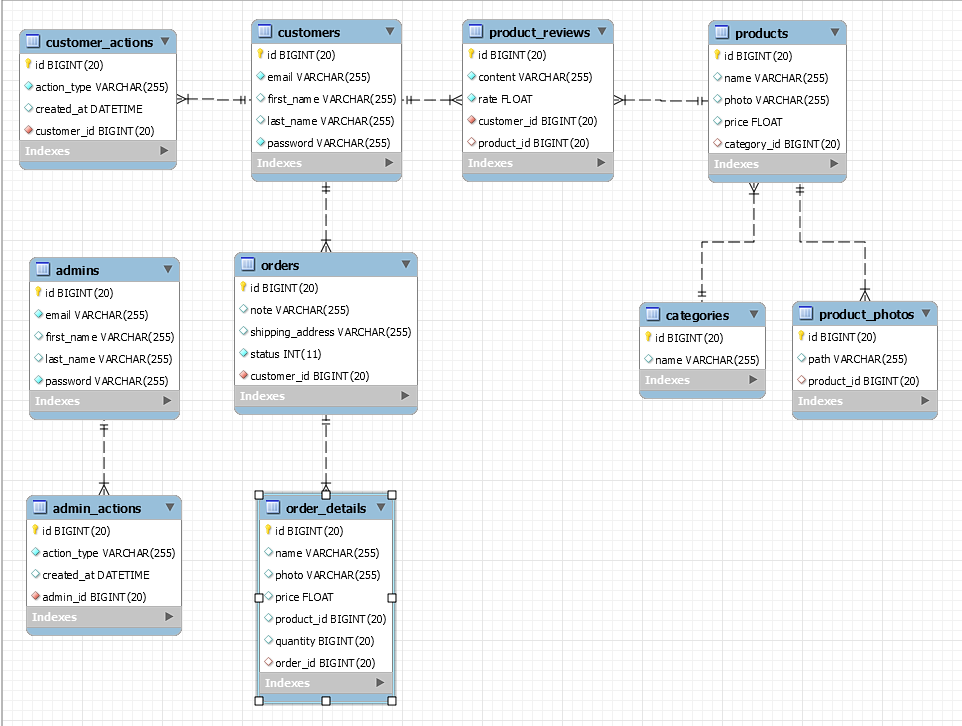 customer_actions
id BIGINT(20)
action_type VARCHAR(255)
created_at DATETIME
customer_id BIGINT(20)
Indexes
customers
id BIGINT(20)
email VARCHAR(255)
first_name VARCHAR(255)
last_name VARCHAR(255)
password VARCHAR(255)
Indexes
product_reviews
id BIGINT(20)
content VARCHAR(255)
rate FLOAT
customer_id BIGINT(20)
product_id BIGINT(20)
Indexes
products
id BIGINT(20)
name VARCHAR(255)
photo VARCHAR(255)
price FLOAT
category_id BIGINT(20)
Indexes
admins
id BIGINT(20)
email VARCHAR(255)
first_name VARCHAR(255)
last_name VARCHAR(255)
password VARCHAR(255)
Indexes
orders
id BIGINT(20)
note VARCHAR(255)
shipping_address VARCHAR(255)
status INT(11)
customer_id BIGINT(20)
Indexes
categories
id BIGINT(20)
name VARCHAR(255)
Indexes
product_photos
id BIGINT(20)
path VARCHAR(255)
product_id BIGINT(20)
Indexes
admin_actions
id BIGINT(20)
action_type VARCHAR(255)
created_at DATETIME
admin_id BIGINT(20)
Indexes
order_details
id BIGINT(20)
name VARCHAR(255)
photo VARCHAR(255)
price FLOAT
product_id BIGINT(20)
quantity BIGINT(20)
order_id BIGINT(20)
Indexes